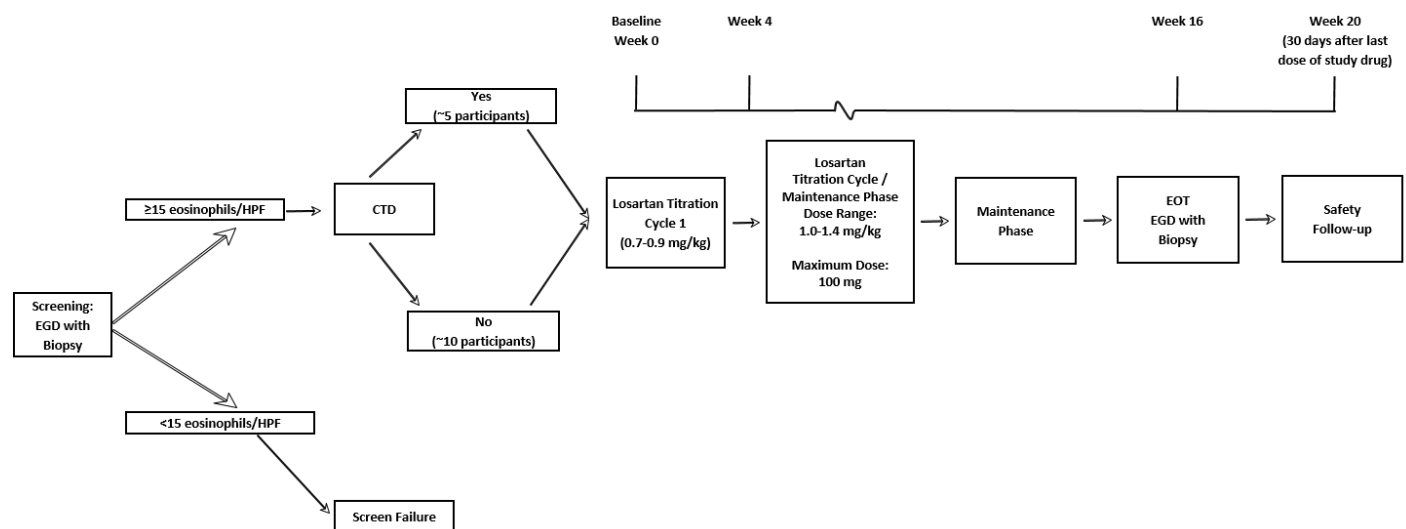 Baseline
Week 0
Week 4
Week 16
Week 20
(30 days after last
dose of study drug)
Yes
(~5 participants)
≥15 eosinophils/HPF
CTD
No
(~10 participants)
Screening:
EGD with
Biopsy
<15 eosinophils/HPF
Screen Failure
Losartan Titration
Cycle 1
(0.7-0.9 mg/kg)
Losartan
Titration Cycle /
Maintenance Phase
Dose Range:
1.0-1.4 mg/kg
Maximum Dose:
100 mg
Maintenance
Phase
EOT
EGD with
Biopsy
Safety
Follow-up